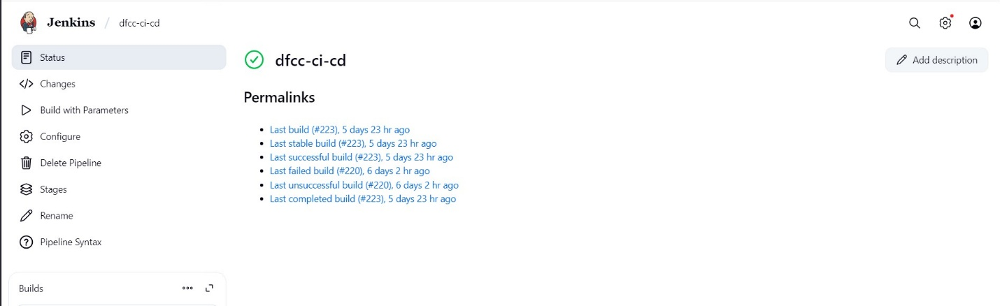 Jenkins / dfcc-ci-cd
Status
Changes
Build with Parameters
Configure
Delete Pipeline
Stages
Rename
Pipeline Syntax
Builds
dfcc-ci-cd
Add description
Permalinks
Last build (#223), 5 days 23 hr ago
Last stable build (#223), 5 days 23 hr ago
Last successful build (#223), 5 days 23 hr ago
Last failed build (#220), 6 days 2 hr ago
Last unsuccessful build (#220), 6 days 2 hr ago
Last completed build (#223), 5 days 23 hr ago